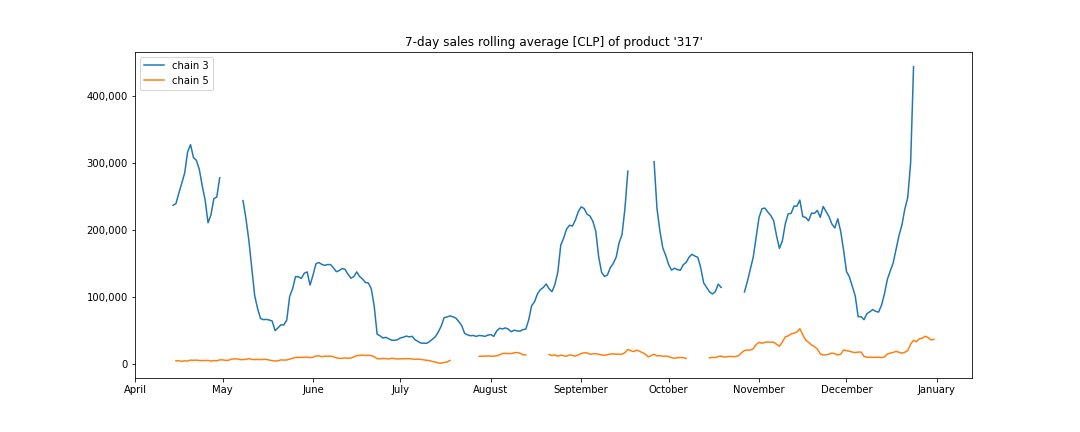 7-day sales rolling average [CLP] of product '317'
chain 3
chain 5
400,000
300,000
200,000
100,000
0
April May June July August September October November December January